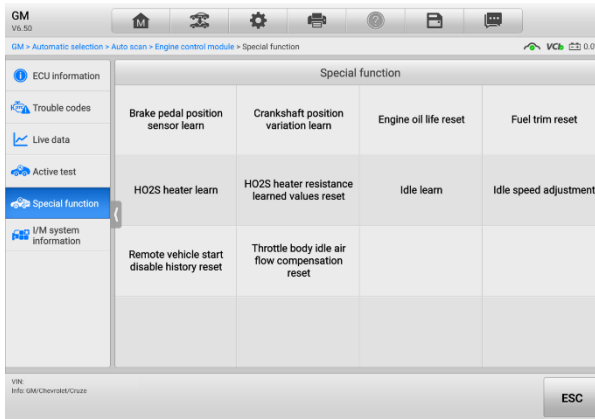 GM
V6.50
M
?
GM > Automatic selection > Auto scan > Engine control module > Special function
VCI 0.0
ECU information
Trouble codes
Live data
Active test
Special function
I/M system
information
Special function
Brake pedal position
sensor learn
Crankshaft position
variation learn
Engine oil life reset
Fuel trim reset
HO2S heater learn
HO2S heater resistance
learned values reset
Idle learn
Idle speed adjustment
Remote vehicle start
disable history reset
Throttle body idle air
flow compensation
reset
VIN:
Info: GM/Chevrolet/Cruze
ESC